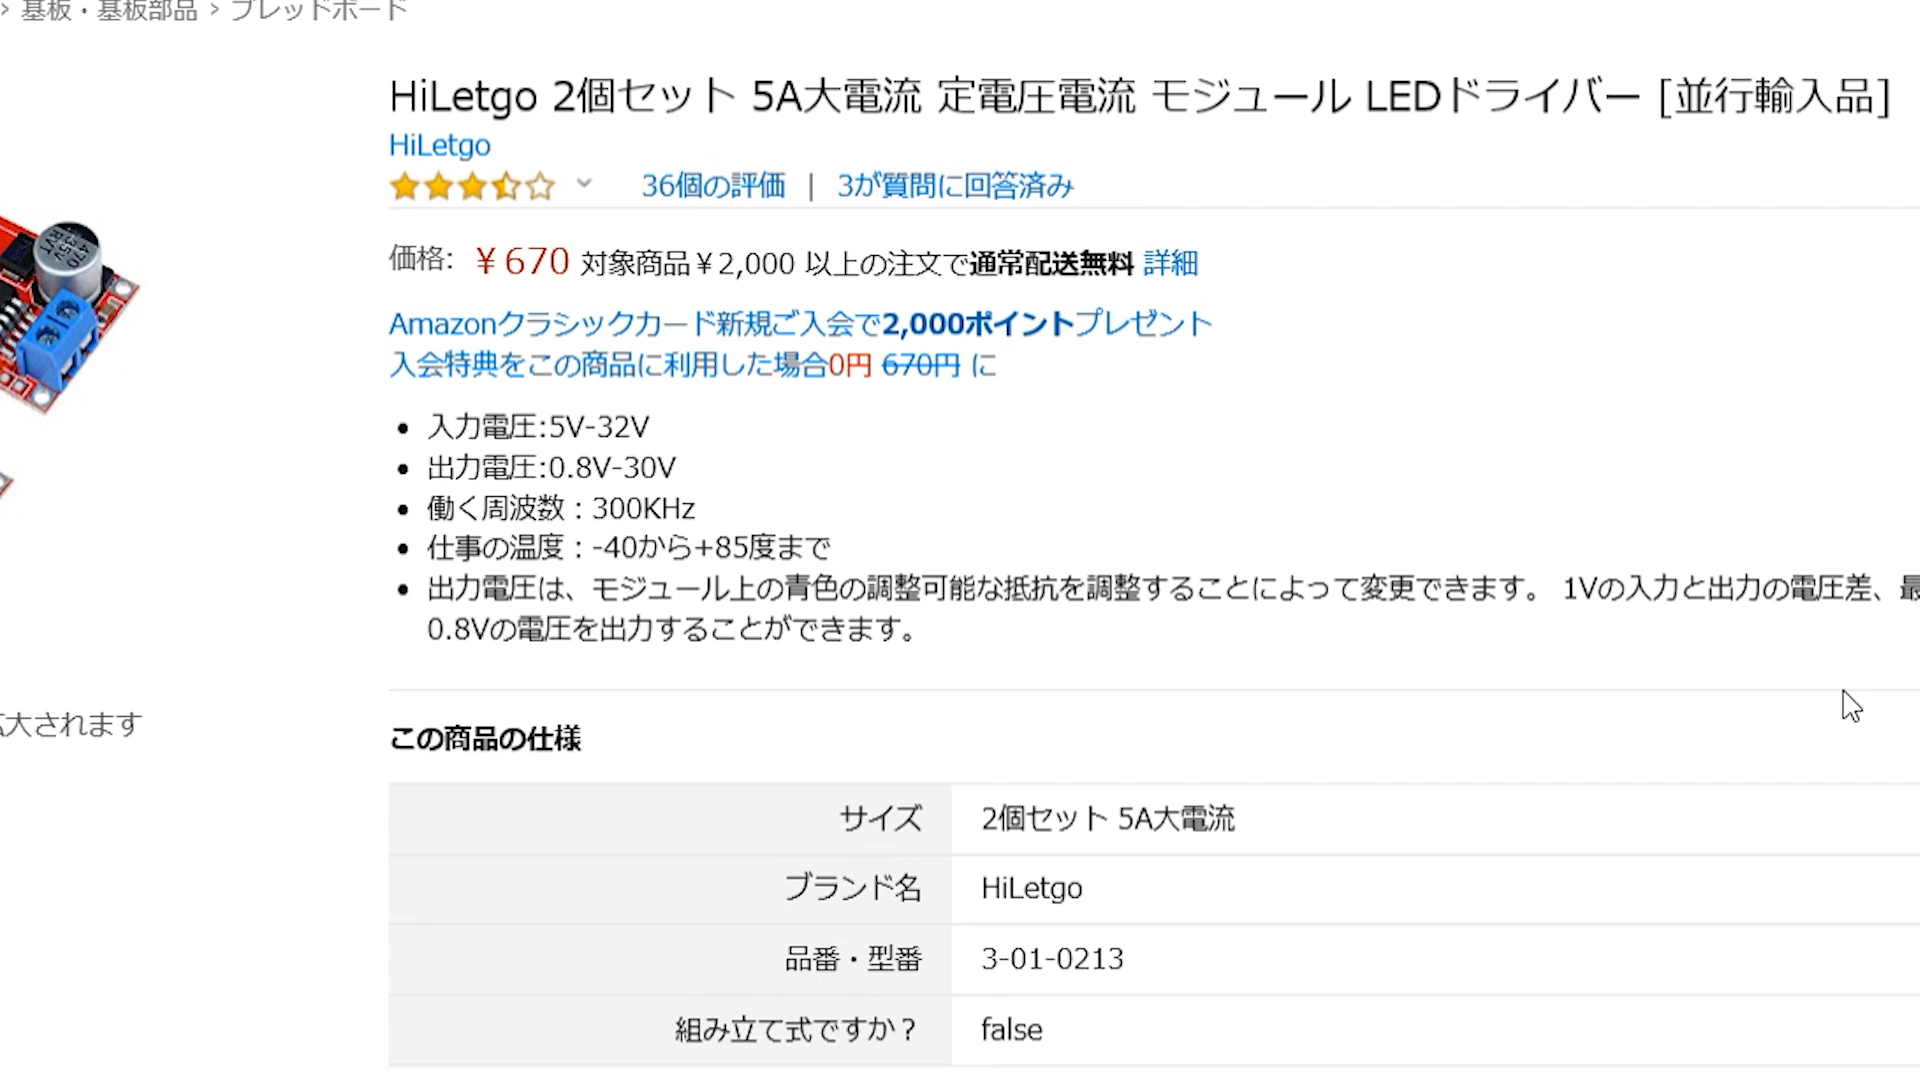 › 基板・基板部品 › ブレッドボード
HiLetgo 2個セット 5A大電流 定電圧電流 モジュール LEDドライバー [並行輸入品]
HiLetgo
36個の評価 | 3が質問に回答済み
価格: ￥670 対象商品￥2,000 以上の注文で通常配送無料 詳細
Amazonクラシックカード新規ご入会で2,000ポイントプレゼント
入会特典をこの商品に利用した場合0円 670円 に
• 入力電圧:5V-32V
• 出力電圧:0.8V-30V
• 働く周波数：300KHz
• 仕事の温度：-40から+85度まで
• 出力電圧は、モジュール上の青色の調整可能な抵抗を調整することによって変更できます。 1Vの入力と出力の電圧差、最
0.8Vの電圧を出力することができます。
470
35V
RVT
大されます
この商品の仕様
サイズ 2個セット 5A大電流
ブランド名 HiLetgo
品番・型番 3-01-0213
組み立て式ですか？ false